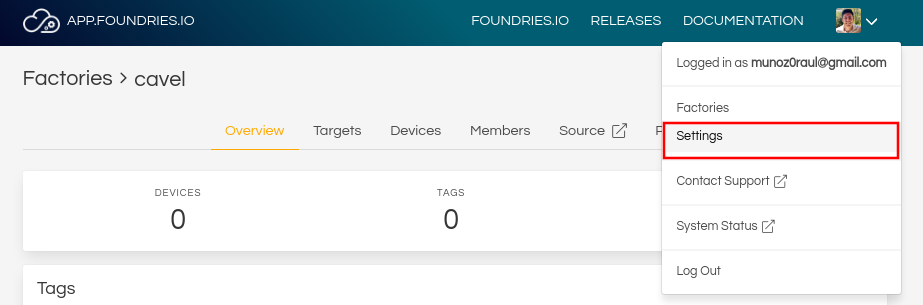 APP.FOUNDRIES.IO
FOUNDRIES.IO RELEASES DOCUMENTATION
Factories > cavel
Logged in as munoz0raul@gmail.com
Factories
Settings
Contact Support
System Status
Log Out
Overview Targets Devices Members Source
DEVICES
0
TAGS
0
Tags